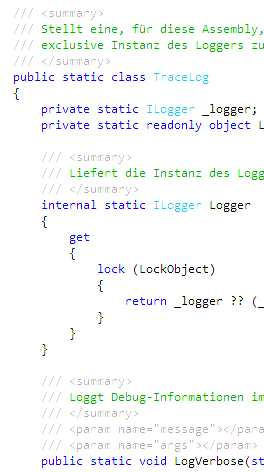 /// <summary>
/// Stellt eine, für diese Assembly,
/// exclusive Instanz des Loggers zu
/// </summary>
public static class TraceLog
{
private static ILogger _logger;
private static readonly object L
/// <summary>
/// Liefert die Instanz des Logg
/// </summary>
internal static ILogger Logger
{
get
{
lock (LockObject)
{
return _logger ?? (_
}
}
}
/// <summary>
/// Loggt Debug-Informationen im
/// </summary>
/// <param name="message"></para
/// <param name="args"></param>
public static void LogVerbose(st